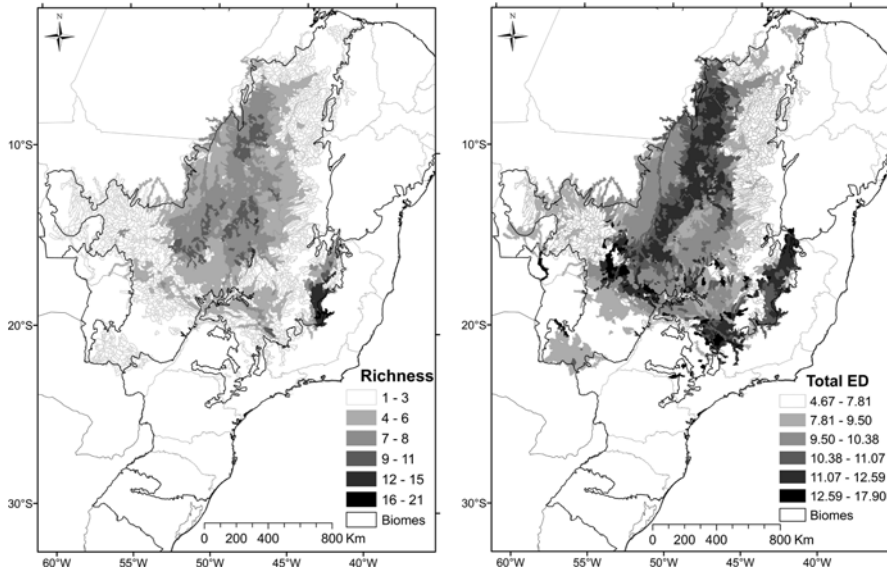 N
10°S
20°S
30°S
60°W
55°W
50°W
45°W
40°W
Richness
1 - 3
4 - 6
7 - 8
9 - 11
12 - 15
16 - 21
Biomes
0 200 400 800 Km
N
10°S
20°S
30°S
60°W
55°W
50°W
45°W
40°W
Total ED
4.67 - 7.81
7.81 - 9.50
9.50 - 10.38
10.38 - 11.07
11.07 - 12.59
12.59 - 17.90
Biomes
0 200 400 800 Km